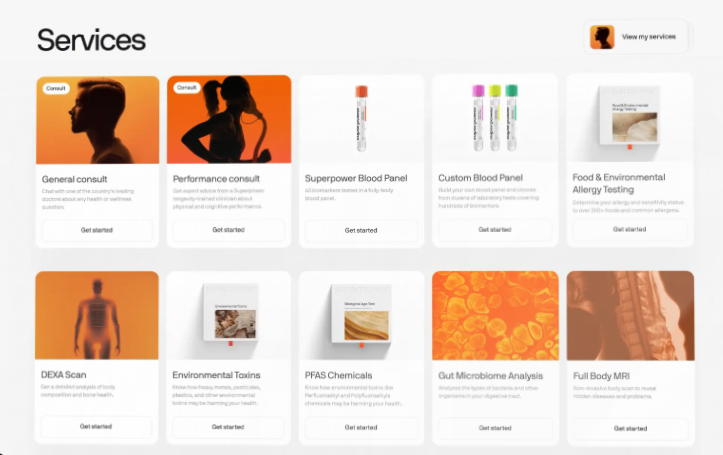 Services
View my services
Consult
General consult
Chat with one of the country's leading
doctors about any health or wellness
question.
Get started
Consult
Performance consult
Get expert advice from a Superpower
longevity-trained clinician about
physical and cognitive performance.
Get started
Superpower Blood Panel
biomarkers testes in a fully-body
blood panel.
Get started
Custom Blood Panel
Build your own blood panel and choose
from dozens of laboratory tests covering
hundreds of biomarkers.
Get started
Food & Environmental
Allergy Testing
Food & Environmental
Allergy Testing
Determine your allergy and sensitivity status
to over 200+ foods and common allergens.
Get started
DEXA Scan
Get a detailed analysis of body
composition and bone health.
Get started
Environmental Toxins
Environmental Toxins
Know how heavy metals, pesticides,
plastics, and other environmental
toxins may be harming your health.
Get started
PFAS Chemicals
Know how environmental toxins like
Perfluoroalkyl and Polyfluoroalkyls
chemicals may be harming your health.
Get started
Gut Microbiome Analysis
Analyzes the types of bacteria and other
organisms in your digestive tract.
Get started
Full Body MRI
Non-invasive body scan to reveal
hidden diseases and problems.
Get started